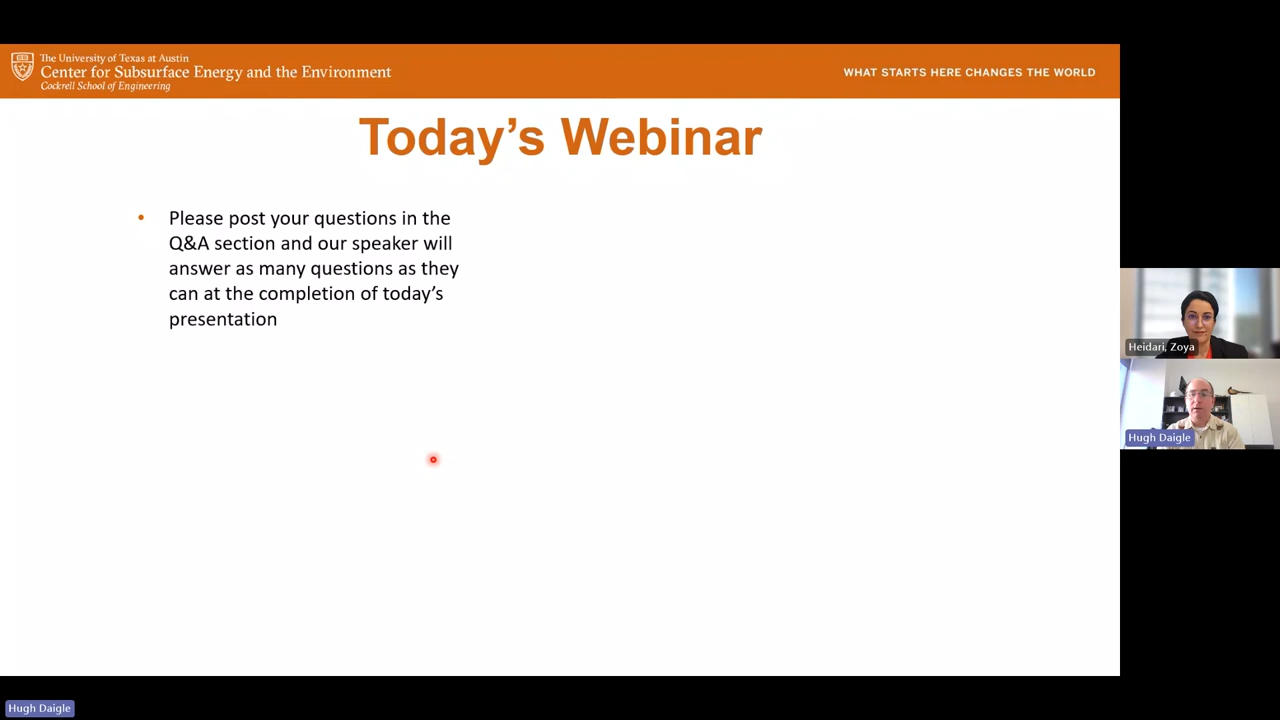 The University of Texas at Austin
Center for Subsurface Energy and the Environment
Cockrell School of Engineering
WHAT STARTS HERE CHANGES THE WORLD
Today's Webinar
• Please post your questions in the
Q&A section and our speaker will
answer as many questions as they
can at the completion of today's
presentation
Heidari, Zoya
Hugh Daigle
Hugh Daigle